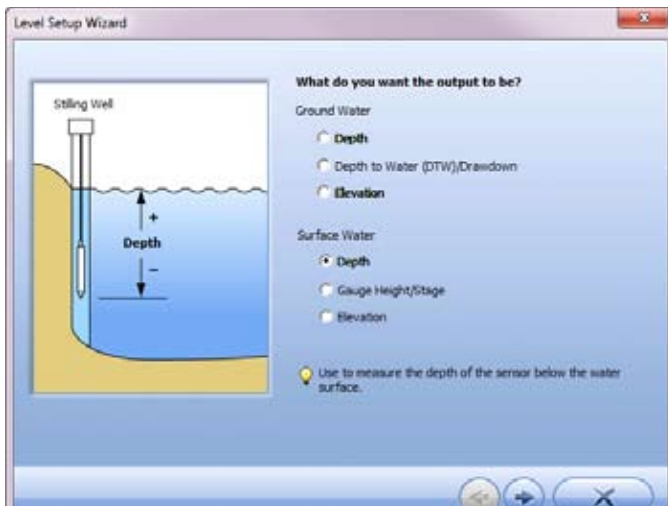 Level Setup Wizard
Stilling Well
+
Depth
–
What do you want the output to be?
Ground Water
Depth
Depth to Water (DTW)/Drawdown
Elevation
Surface Water
Depth
Gauge Height/Stage
Elevation
Use to measure the depth of the sensor below the water
surface.